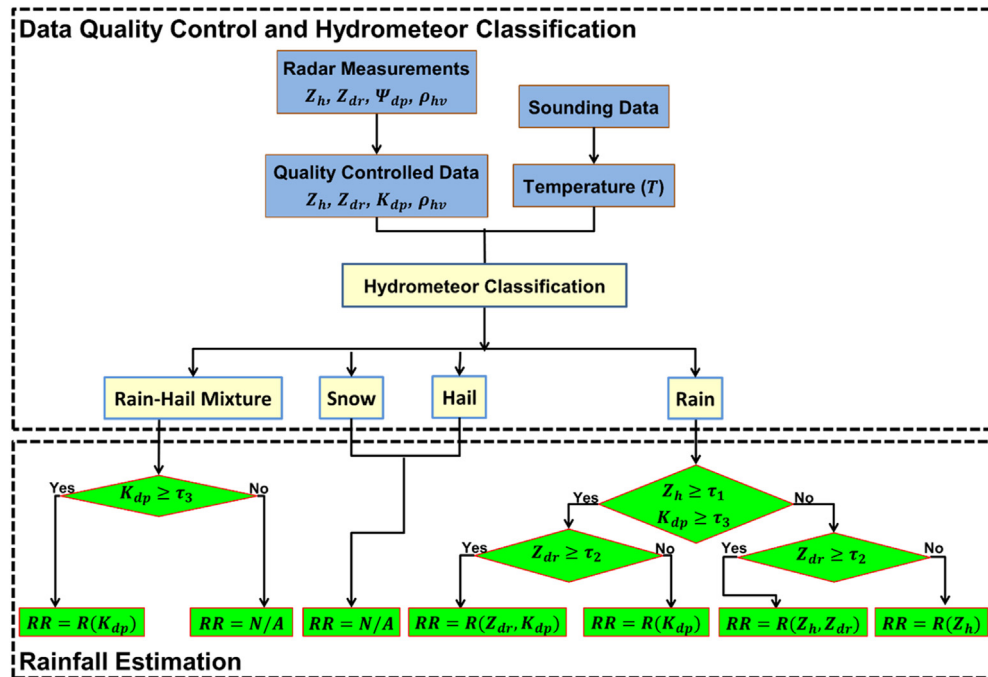 Data Quality Control and Hydrometeor Classification
Radar Measurements
Z_h, Z_dr, Ψ_dp, ρ_hv
Sounding Data
Quality Controlled Data
Z_h, Z_dr, K_dp, ρ_hv
Temperature (T)
Hydrometeor Classification
Rain-Hail Mixture
Snow
Hail
Rain
Yes
K_dp ≥ τ_3
No
Yes
Z_h ≥ τ_1
K_dp ≥ τ_3
No
Yes
Z_dr ≥ τ_2
No
Yes
Z_dr ≥ τ_2
No
RR = R(K_dp)
RR = N/A
RR = N/A
RR = R(Z_dr, K_dp)
RR = R(K_dp)
RR = R(Z_h, Z_dr)
RR = R(Z_h)
Rainfall Estimation